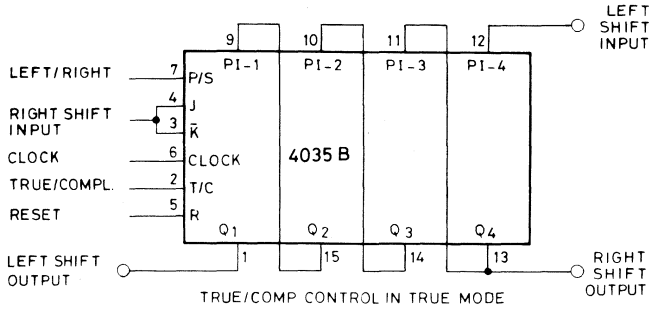 LEFT
SHIFT
INPUT
9 10 11 12
PI-1 PI-2 PI-3 PI-4
LEFT/RIGHT 7 P/S
4 J
RIGHT SHIFT
INPUT
3 K̅
CLOCK 6 CLOCK
4035 B
TRUE/COMPL. 2 T/C
RESET 5 R
Q1 Q2 Q3 Q4
1 15 14 13
LEFT SHIFT
OUTPUT
RIGHT
SHIFT
OUTPUT
TRUE/COMP CONTROL IN TRUE MODE